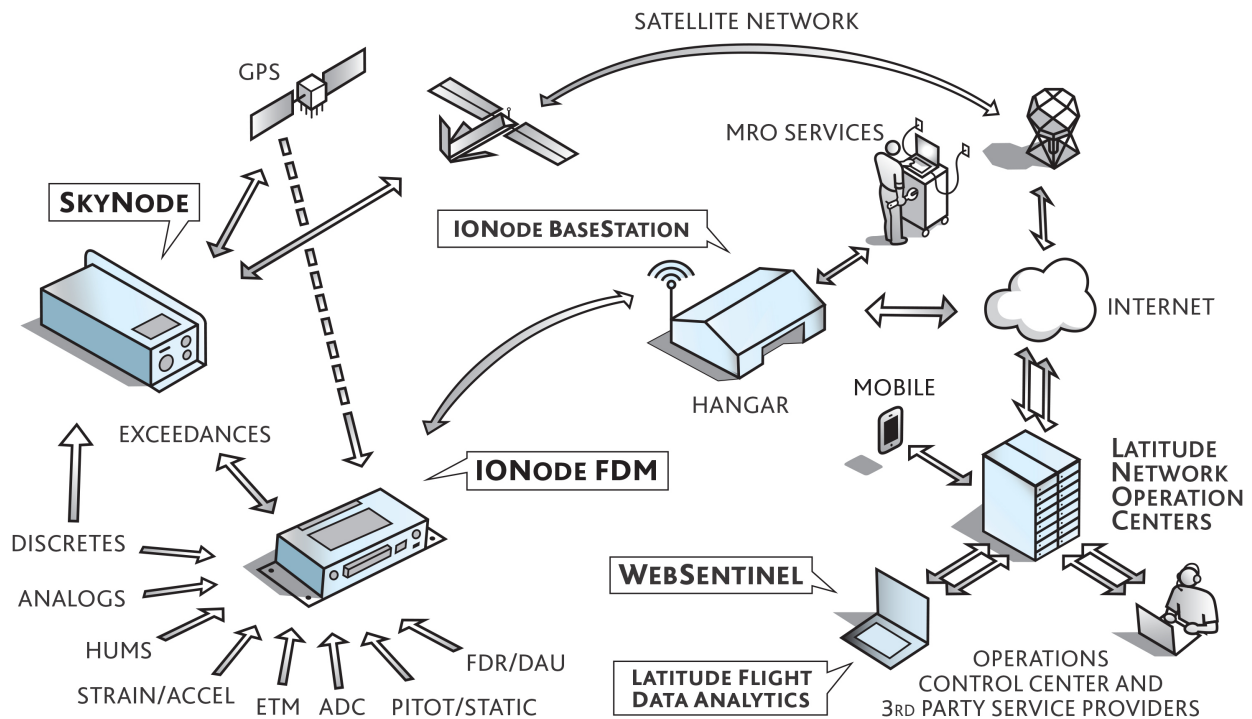 SATELLITE NETWORK
GPS
MRO SERVICES
SKYNODE
IONODE BASESTATION
INTERNET
HANGAR
MOBILE
EXCEEDANCES
IONODE FDM
LATITUDE
NETWORK
OPERATION
CENTERS
DISCRETES
ANALOGS
HUMS
STRAIN/ACCEL
ETM
ADC
PITOT/STATIC
FDR/DAU
WEBSENTINEL
LATITUDE FLIGHT
DATA ANALYTICS
OPERATIONS
CONTROL CENTER AND
3RD PARTY SERVICE PROVIDERS